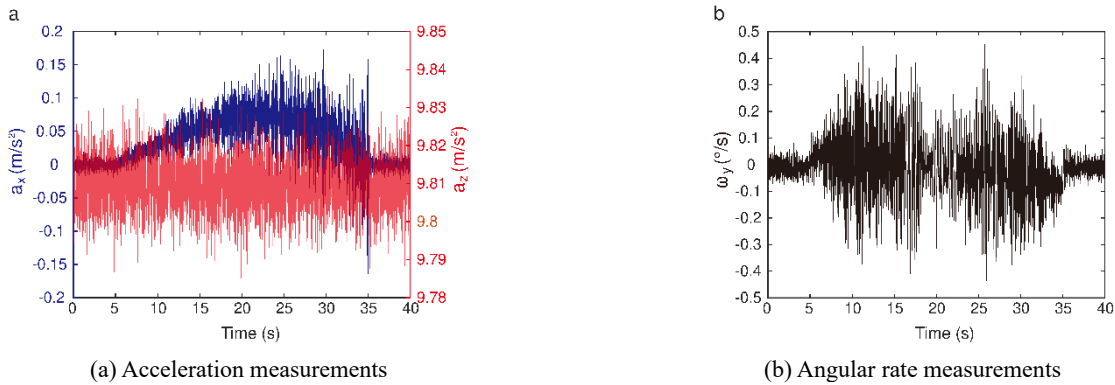 a
0.2
0.15
0.1
0.05
0
-0.05
-0.1
-0.15
-0.2
a_x (m/s²)
9.85
9.84
9.83
9.82
9.81
9.8
9.79
9.78
a_z (m/s²)
0 5 10 15 20 25 30 35 40
Time (s)
(a) Acceleration measurements
b
0.5
0.4
0.3
0.2
0.1
0
-0.1
-0.2
-0.3
-0.4
-0.5
ω_y (°/s)
0 5 10 15 20 25 30 35 40
Time (s)
(b) Angular rate measurements